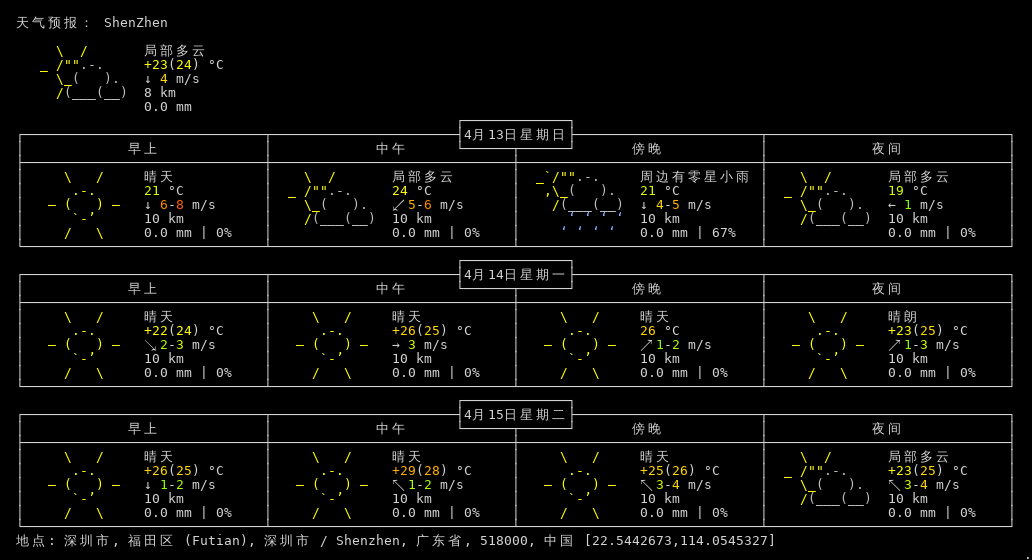 天气预报： ShenZhen
局部多云
+23(24) °C
↓ 4 m/s
8 km
0.0 mm
4月13日星期日
早上 中午 傍晚 夜间
晴天 局部多云 周边有零星小雨 局部多云
21 °C 24 °C 21 °C 19 °C
↓ 6-8 m/s ↙ 5-6 m/s ↓ 4-5 m/s ← 1 m/s
10 km 10 km 10 km 10 km
0.0 mm | 0% 0.0 mm | 0% 0.0 mm | 67% 0.0 mm | 0%
4月14日星期一
早上 中午 傍晚 夜间
晴天 晴天 晴天 晴朗
+22(24) °C +26(25) °C 26 °C +23(25) °C
↘ 2-3 m/s → 3 m/s ↗ 1-2 m/s ↗ 1-3 m/s
10 km 10 km 10 km 10 km
0.0 mm | 0% 0.0 mm | 0% 0.0 mm | 0% 0.0 mm | 0%
4月15日星期二
早上 中午 傍晚 夜间
晴天 晴天 晴天 局部多云
+26(25) °C +29(28) °C +25(26) °C +23(25) °C
↓ 1-2 m/s ↖ 1-2 m/s ↖ 3-4 m/s ↖ 3-4 m/s
10 km 10 km 10 km 10 km
0.0 mm | 0% 0.0 mm | 0% 0.0 mm | 0% 0.0 mm | 0%
地点: 深圳市, 福田区 (Futian), 深圳市 / Shenzhen, 广东省, 518000, 中国 [22.5442673,114.0545327]